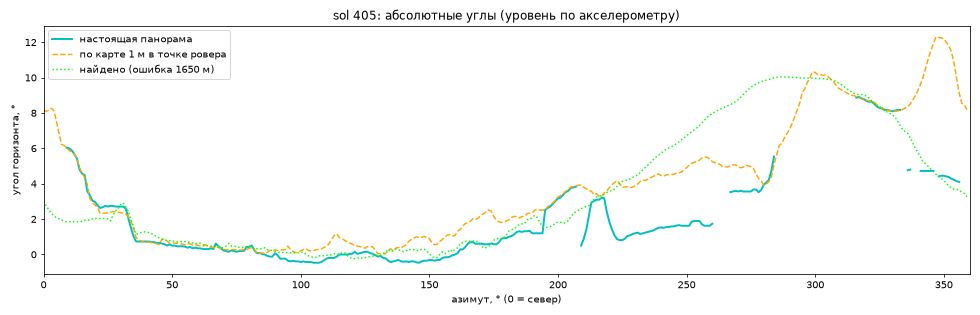 sol 405: абсолютные углы (уровень по акселерометру)
настоящая панорама
по карте 1 м в точке ровера
найдено (ошибка 1650 м)
угол горизонта, °
12
10
8
6
4
2
0
0 50 100 150 200 250 300 350
азимут, ° (0 = север)